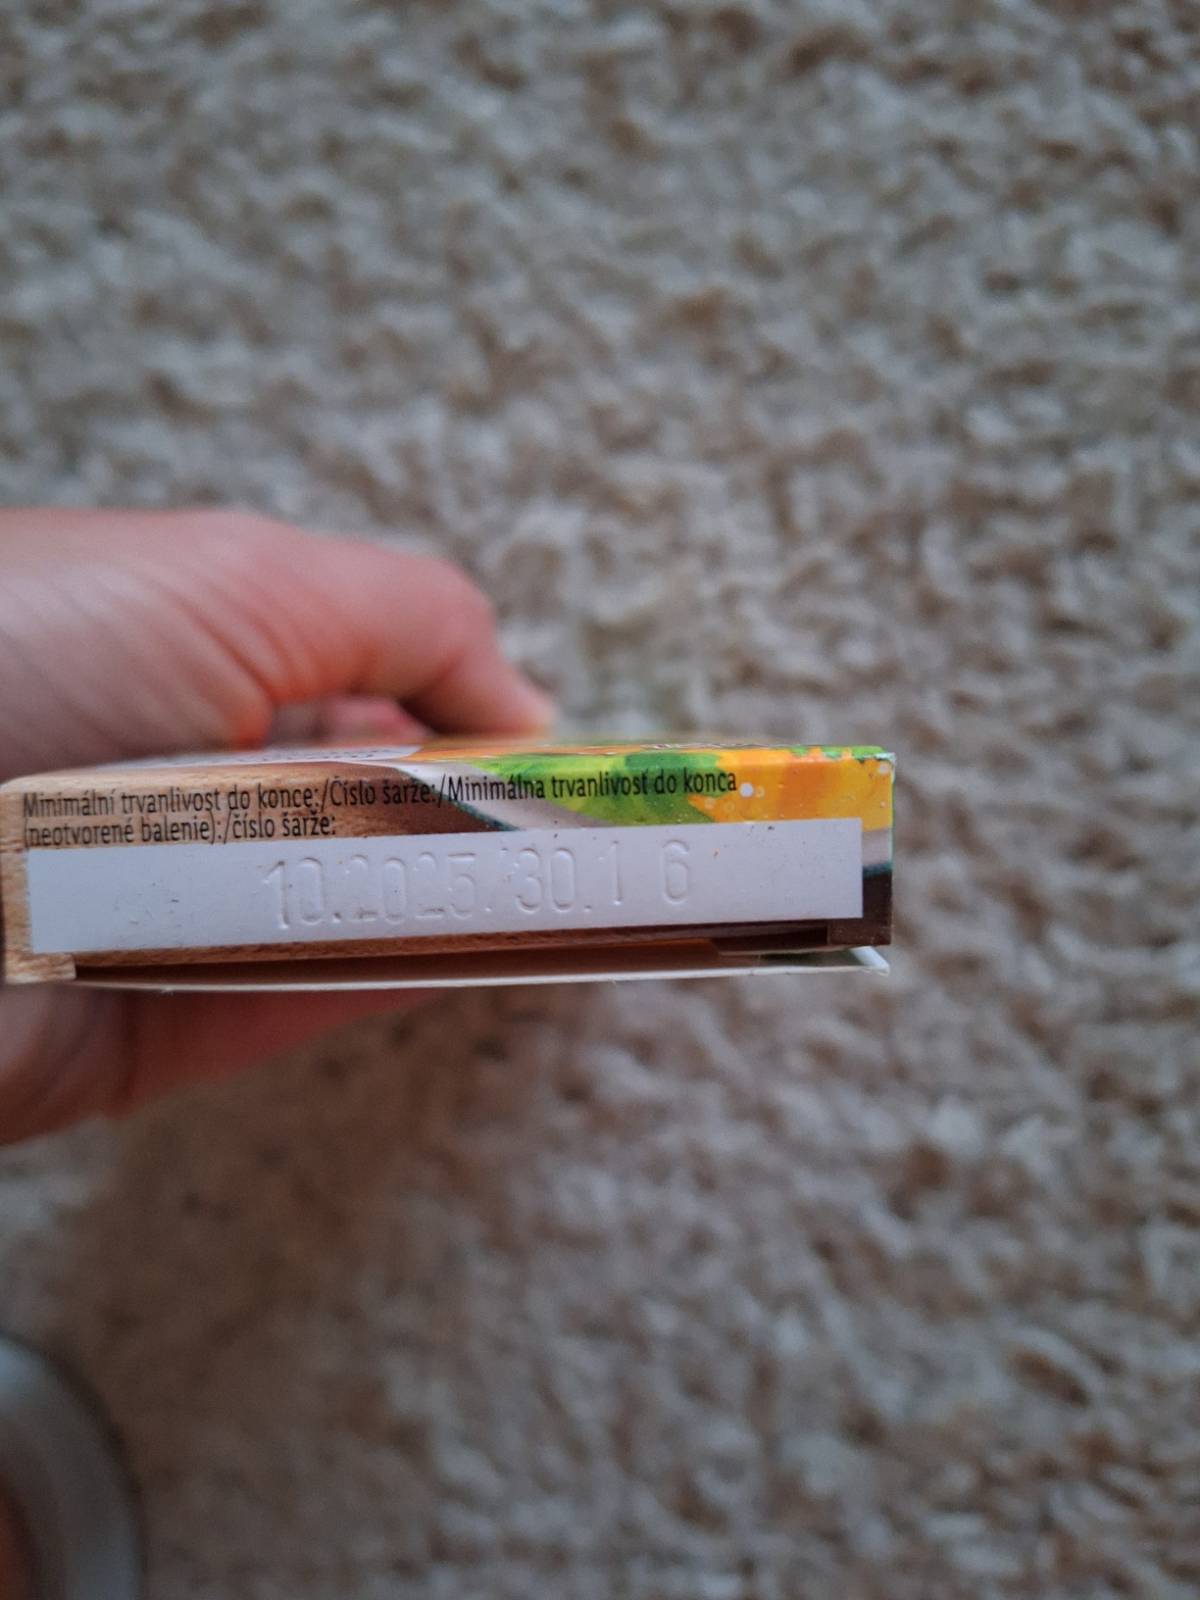 Minimální trvanlivost do konce:/Číslo šarže:/Minimálna trvanlivosť do konca
(neotvorené balenie):/číslo šarže:
10.2025/30.1 6